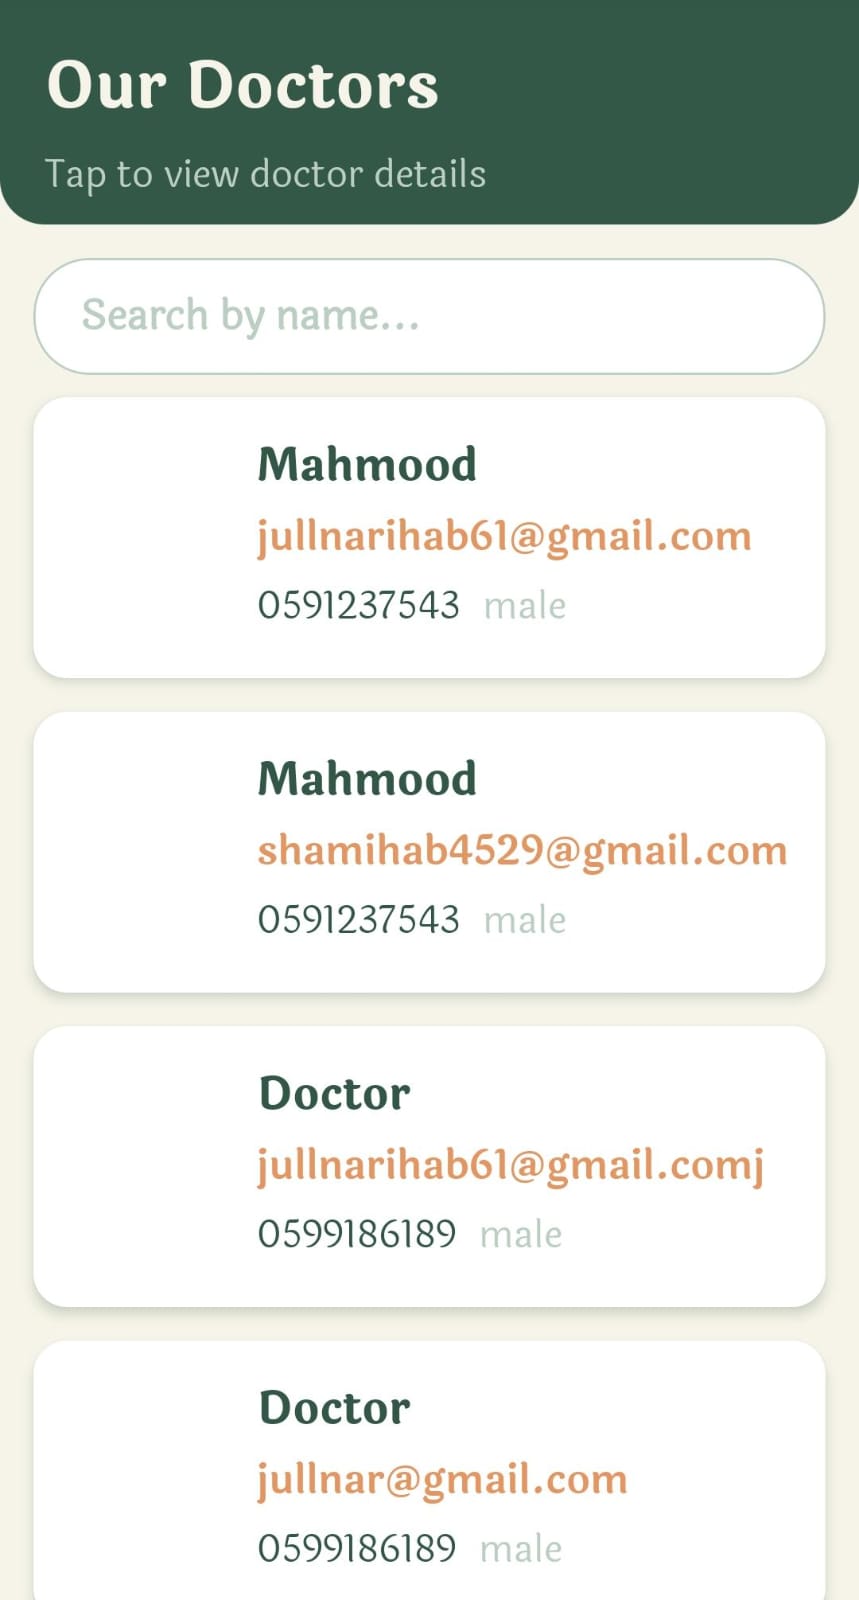 Our Doctors
Tap to view doctor details
Search by name...
Mahmood
jullnarihab61@gmail.com
0591237543 male
Mahmood
shamihab4529@gmail.com
0591237543 male
Doctor
jullnarihab61@gmail.comj
0599186189 male
Doctor
jullnar@gmail.com
0599186189 male